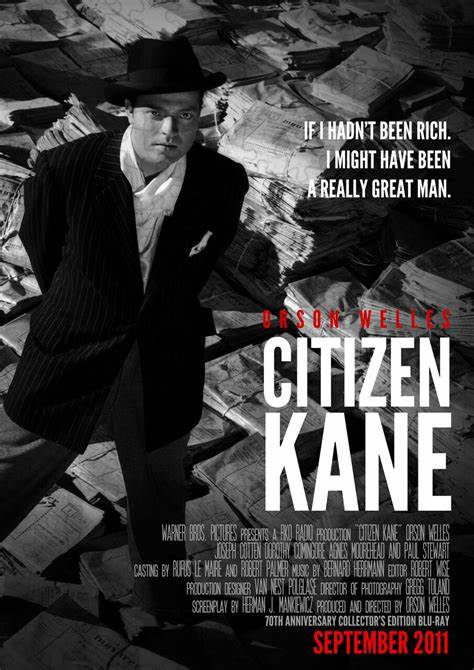 IF I HADN'T BEEN RICH.
I MIGHT HAVE BEEN
A REALLY GREAT MAN.
ORSON WELLES
CITIZEN
KANE
WARNER BROS. PICTURES PRESENTS A RKO RADIO PRODUCTION "CITIZEN KANE" ORSON WELLES
JOSEPH COTTEN DOROTHY COMINGORE AGNES MOOREHEAD AND PAUL STEWART
CASTING BY RUFUS LE MAIRE AND ROBERT PALMER MUSIC BY BERNARD HERRMANN EDITOR ROBERT WISE
PRODUCTION DESIGNER VAN NEST POLGLASE DIRECTOR OF PHOTOGRAPHY GREGG TOLAND
SCREENPLAY BY HERMAN J. MANKIEWICZ PRODUCED AND DIRECTED BY ORSON WELLES
70TH ANNIVERSARY COLLECTOR'S EDITION BLU-RAY
SEPTEMBER 2011